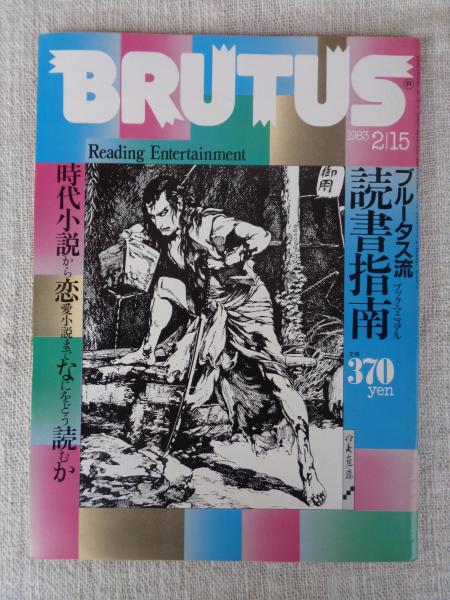 BRUTUS
1983 2|15
Reading Entertainment
ブルータス流
読書指南
ブック・マニュアル
370
yen
時代小説から恋愛小説までなにをどう読むか
御用